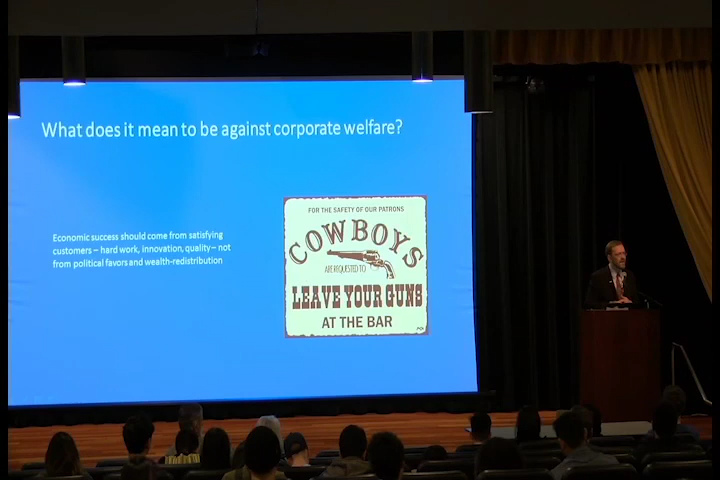 What does it mean to be against corporate welfare?
Economic success should come from satisfying
customers – hard work, innovation, quality – not
from political favors and wealth-redistribution
FOR THE SAFETY OF OUR PATRONS
COWBOYS
ARE REQUESTED TO
LEAVE YOUR GUNS
AT THE BAR